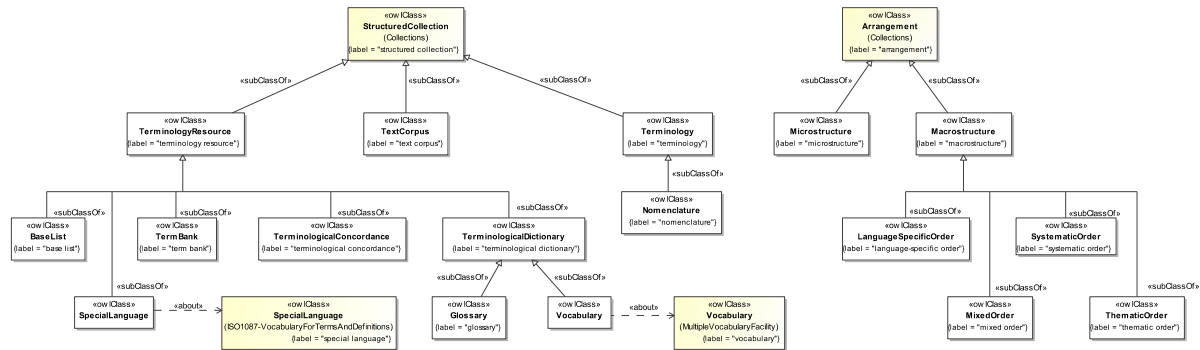 «owlClass»
StructuredCollection
(Collections)
{label = "structured collection"}
«owlClass»
Arrangement
(Collections)
{label = "arrangement"}
«subClassOf»
«subClassOf»
«subClassOf»
«subClassOf»
«subClassOf»
«owlClass»
TerminologyResource
{label = "terminology resource"}
«owlClass»
TextCorpus
{label = "text corpus"}
«owlClass»
Terminology
{label = "terminology"}
«owlClass»
Microstructure
{label = "microstructure"}
«owlClass»
Macrostructure
{label = "macrostructure"}
«subClassOf»
«subClassOf»
«subClassOf»
«subClassOf»
«subClassOf»
«subClassOf»
«subClassOf»
«owlClass»
BaseList
{label = "base list"}
«owlClass»
TermBank
{label = "term bank"}
«owlClass»
TerminologicalConcordance
{label = "terminological concordance"}
«owlClass»
TerminologicalDictionary
{label = "terminological dictionary"}
«owlClass»
Nomenclature
{label = "nomenclature"}
«owlClass»
LanguageSpecificOrder
{label = "language-specific order"}
«owlClass»
SystematicOrder
{label = "systematic order"}
«subClassOf»
«subClassOf»
«subClassOf»
«subClassOf»
«subClassOf»
«owlClass»
SpecialLanguage
«about»
«owlClass»
SpecialLanguage
(ISO1087-VocabularyForTermsAndDefinitions)
{label = "special language"}
«owlClass»
Glossary
{label = "glossary"}
«owlClass»
Vocabulary
«about»
«owlClass»
Vocabulary
(MultipleVocabularyFacility)
{label = "vocabulary"}
«owlClass»
MixedOrder
{label = "mixed order"}
«owlClass»
ThematicOrder
{label = "thematic order"}